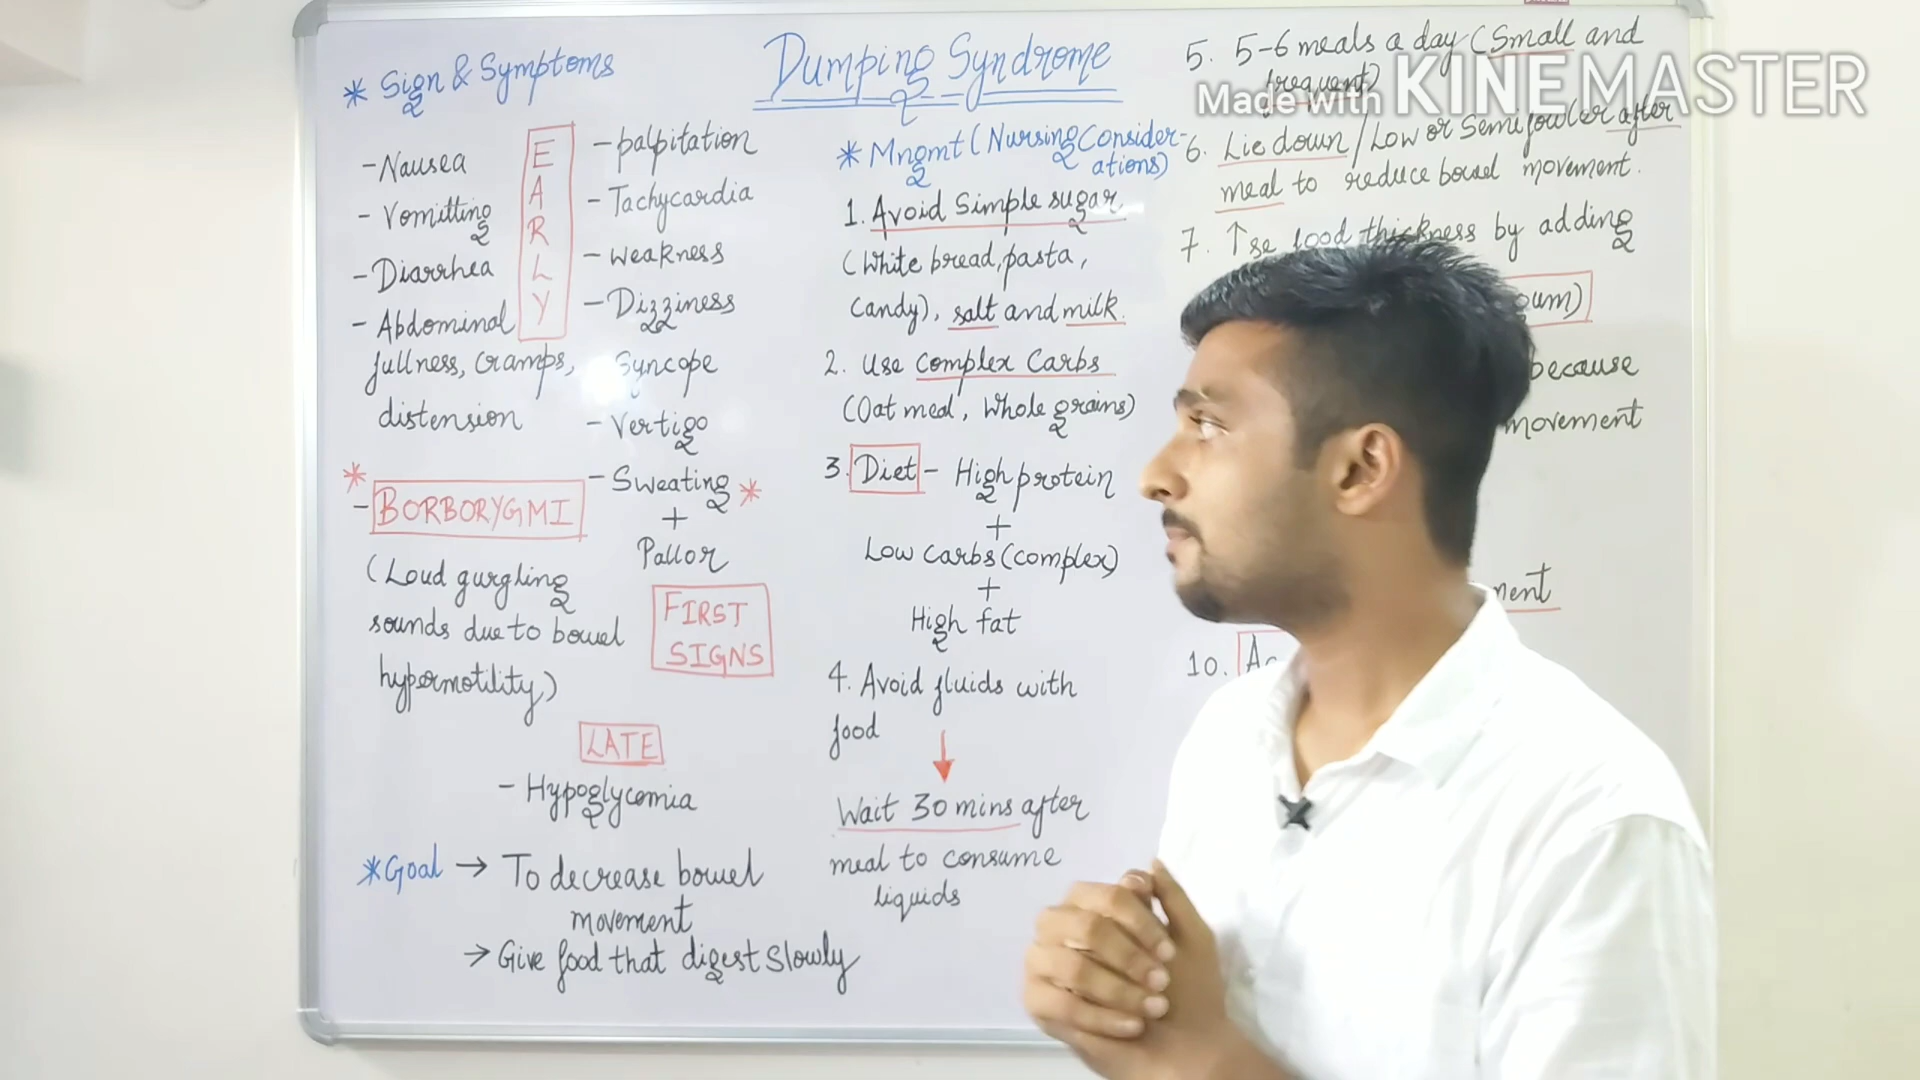 Dumping Syndrome
* Sign & Symptoms
EARLY
- Nausea
- Vomitting
- Diarrhea
- Abdominal
fullness, cramps,
distension
* - BORBORYGMI
(Loud gurgling
sounds due to bowel
hypermotility)
- palpitation
- Tachycardia
- Weakness
- Dizziness
Syncope
- Vertigo
- Sweating *
+
Pallor
FIRST
SIGNS
LATE
- Hypoglycemia
* Goal → To decrease bowel
movement
→ Give food that digest slowly
* Mngmt (Nursing Consider-
ations)
1. Avoid Simple sugar
(White bread, pasta,
candy), salt and milk.
2. Use complex Carbs
(Oat meal, Whole grains)
3. Diet - High protein
+
Low carbs (complex)
+
High fat
4. Avoid fluids with
food
↓
Wait 30 mins after
meal to consume
liquids
5. 5-6 meals a day (Small and
frequent)
6. Lie down / Low or Semifowler after
meal to reduce bowel movement.
7. ↑se food thickness by adding
because
movement
10.
Made with KINEMASTER